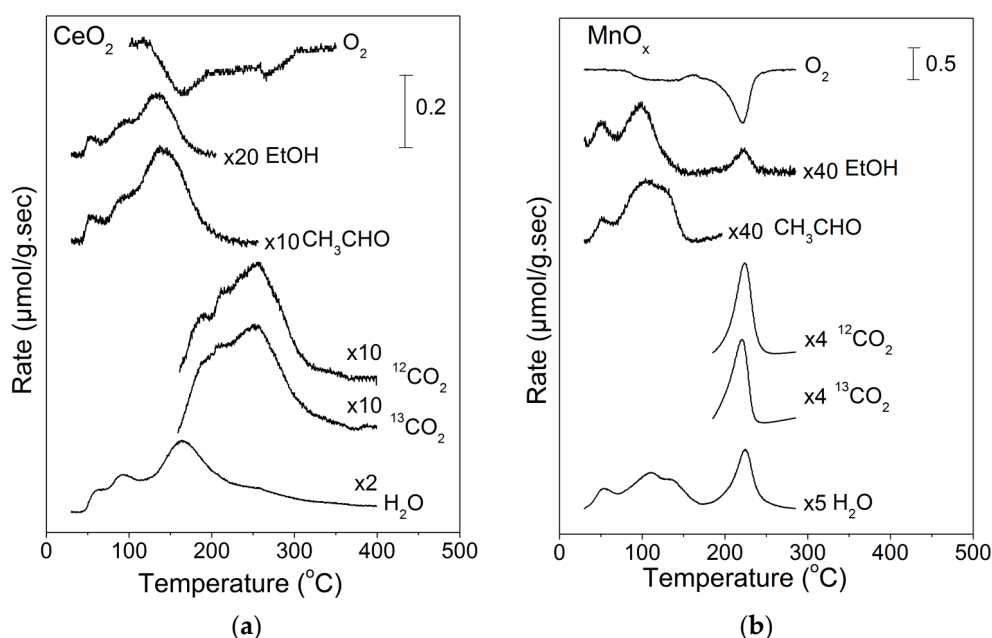 CeO₂
O₂
0.2
x20 EtOH
x10 CH₃CHO
x10
¹²CO₂
x10
¹³CO₂
x2
H₂O
Rate (μmol/g.sec)
0 100 200 300 400 500
Temperature (°C)
(a)
MnOₓ
O₂
0.5
x40 EtOH
x40 CH₃CHO
x4 ¹²CO₂
x4 ¹³CO₂
x5 H₂O
Rate (μmol/g.sec)
0 100 200 300 400 500
Temperature (°C)
(b)